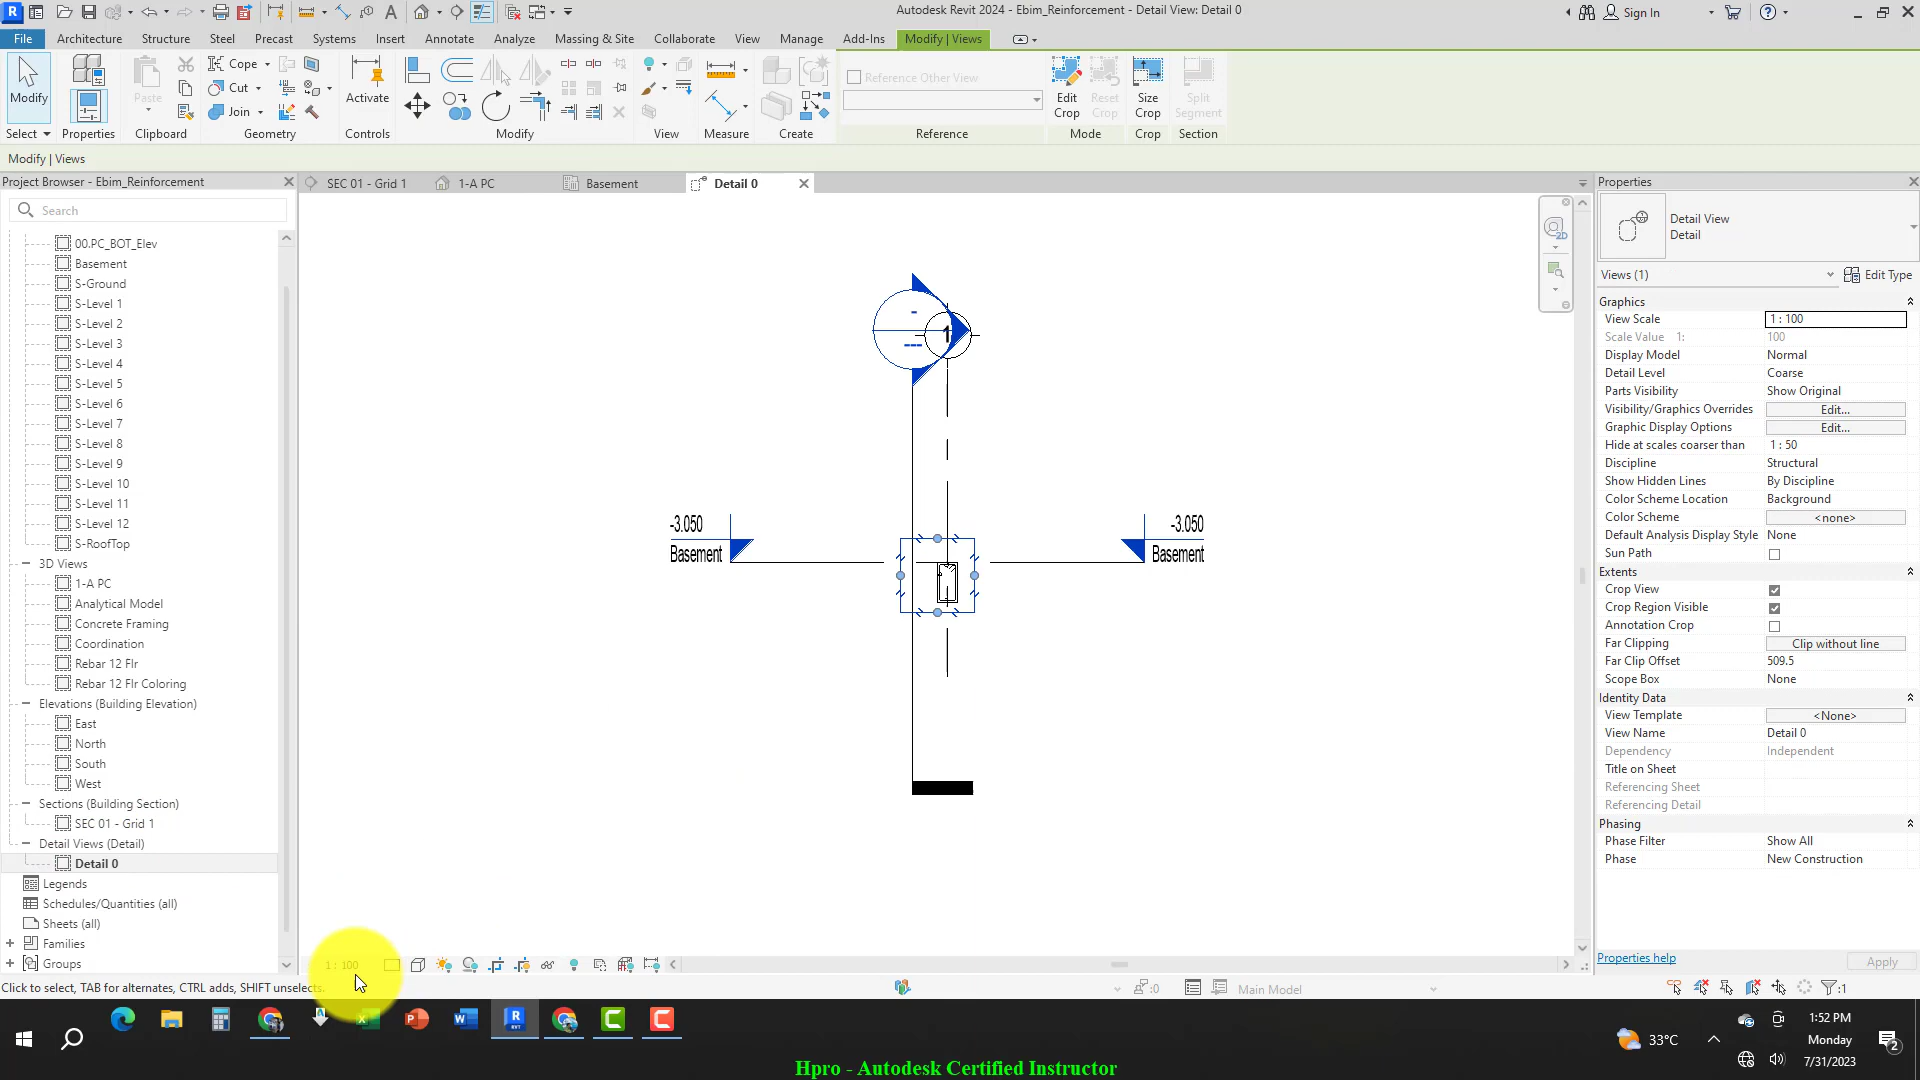 Autodesk Revit 2024 - Ebim_Reinforcement - Detail View: Detail 0
Sign In
File Architecture Structure Steel Precast Systems Insert Annotate Analyze Massing & Site Collaborate View Manage Add-Ins Modify | Views
Modify
Select
Properties
Paste
Clipboard
Cope
Cut
Join
Geometry
Activate
Controls
Modify
View
Measure
Create
Reference Other View
Reference
Edit Crop
Reset Crop
Mode
Size Crop
Crop
Split Segment
Section
Modify | Views
Project Browser - Ebim_Reinforcement
Search
00.PC_BOT_Elev
Basement
S-Ground
S-Level 1
S-Level 2
S-Level 3
S-Level 4
S-Level 5
S-Level 6
S-Level 7
S-Level 8
S-Level 9
S-Level 10
S-Level 11
S-Level 12
S-RoofTop
3D Views
1-A PC
Analytical Model
Concrete Framing
Coordination
Rebar 12 Flr
Rebar 12 Flr Coloring
Elevations (Building Elevation)
East
North
South
West
Sections (Building Section)
SEC 01 - Grid 1
Detail Views (Detail)
Detail 0
Legends
Schedules/Quantities (all)
Sheets (all)
Families
Groups
SEC 01 - Grid 1
1-A PC
Basement
Detail 0
2D
1
-3.050
Basement
-3.050
Basement
1 : 100
Properties
Detail View
Detail
Views (1)
Edit Type
Graphics
View Scale 1 : 100
Scale Value 1: 100
Display Model Normal
Detail Level Coarse
Parts Visibility Show Original
Visibility/Graphics Overrides Edit...
Graphic Display Options Edit...
Hide at scales coarser than 1 : 50
Discipline Structural
Show Hidden Lines By Discipline
Color Scheme Location Background
Color Scheme <none>
Default Analysis Display Style None
Sun Path
Extents
Crop View
Crop Region Visible
Annotation Crop
Far Clipping Clip without line
Far Clip Offset 509.5
Scope Box None
Identity Data
View Template <None>
View Name Detail 0
Dependency Independent
Title on Sheet
Referencing Sheet
Referencing Detail
Phasing
Phase Filter Show All
Phase New Construction
Properties help
Apply
Click to select, TAB for alternates, CTRL adds, SHIFT unselects.
:0
Main Model
:1
33°C
1:52 PM
Monday
7/31/2023
2
Hpro - Autodesk Certified Instructor